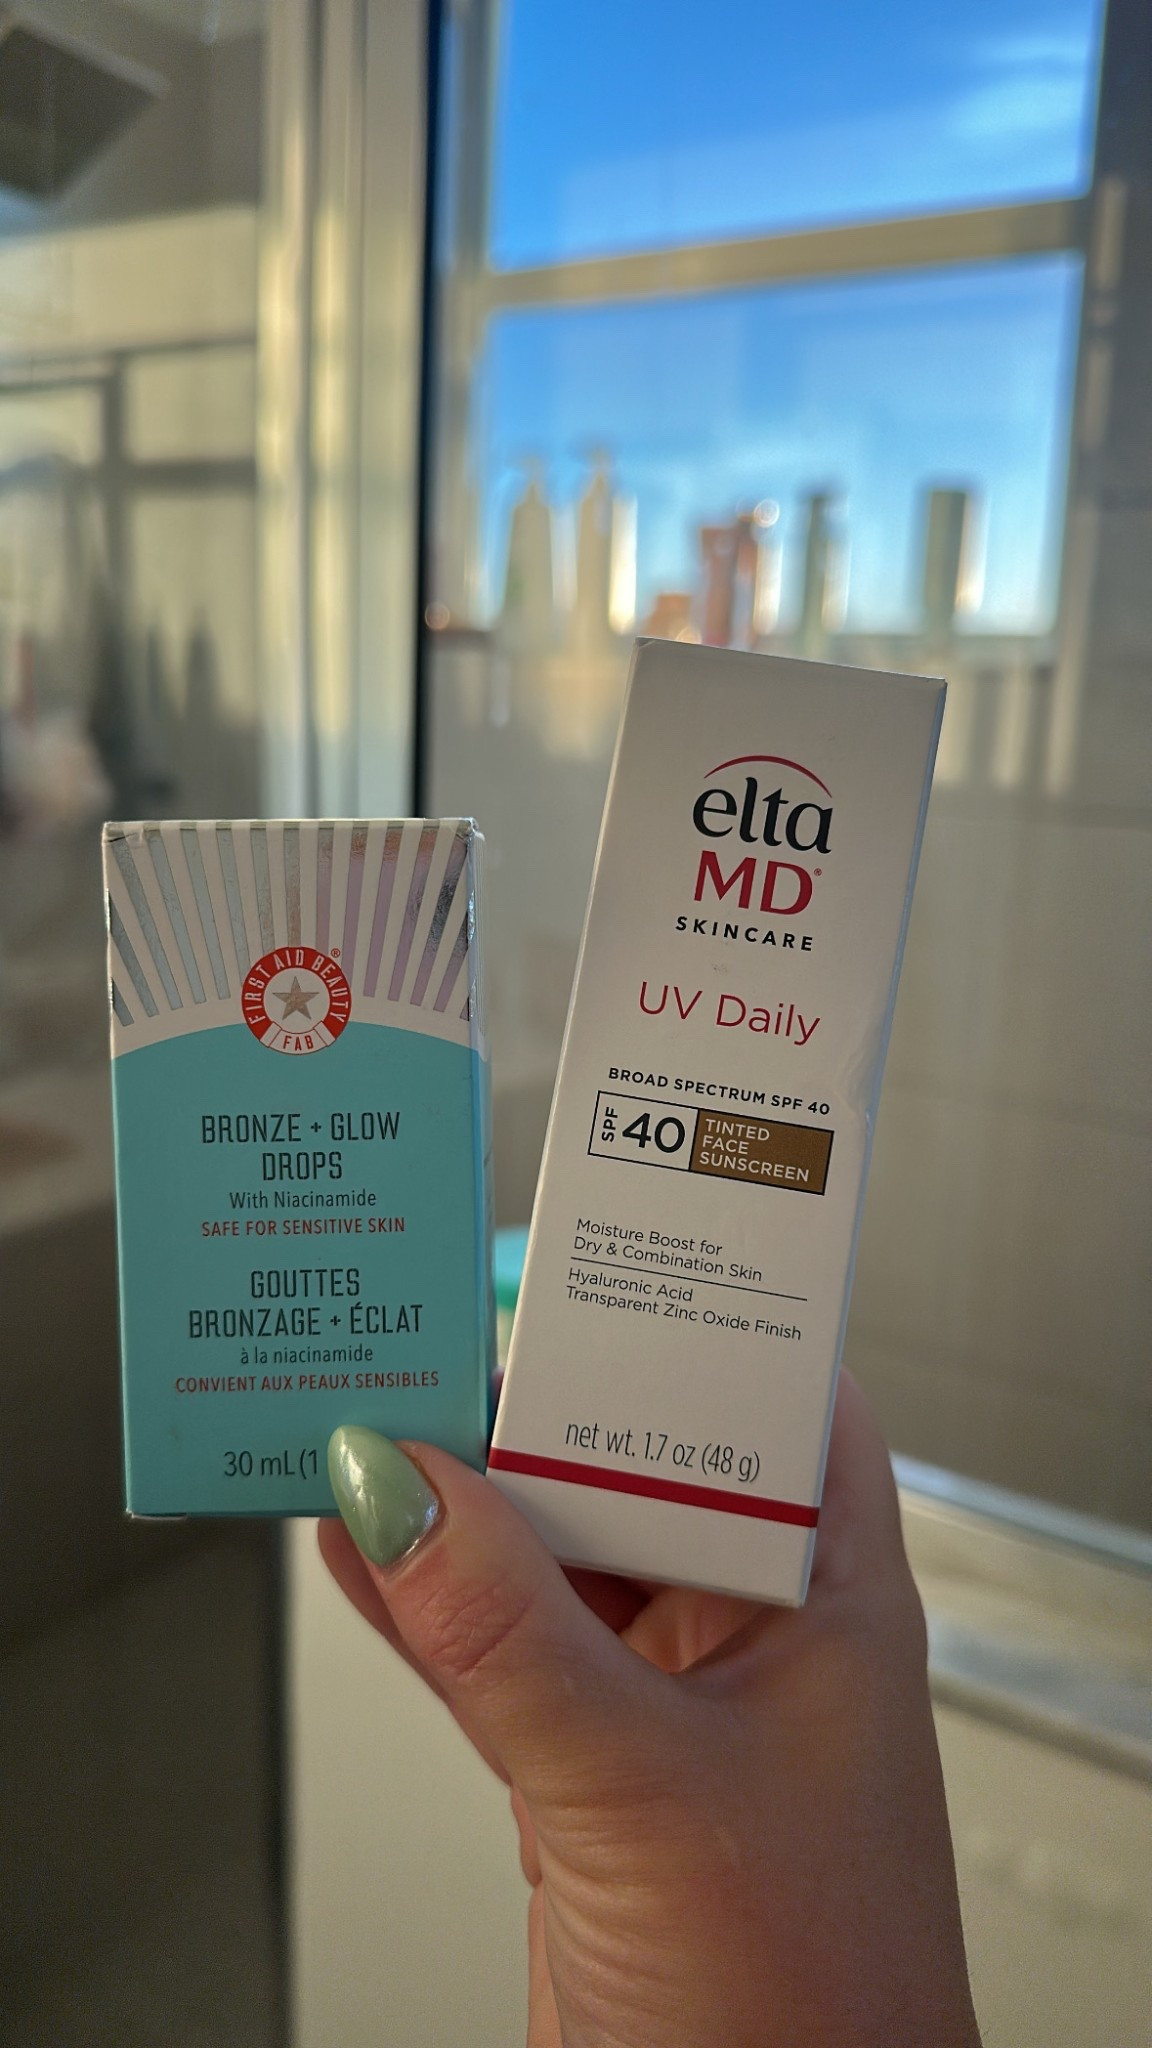 FIRST AID BEAUTY®
FAB
BRONZE + GLOW
DROPS
With Niacinamide
SAFE FOR SENSITIVE SKIN
GOUTTES
BRONZAGE + ÉCLAT
à la niacinamide
CONVIENT AUX PEAUX SENSIBLES
30 mL (1
elta
MD®
SKINCARE
UV Daily
BROAD SPECTRUM SPF 40
SPF 40
TINTED
FACE
SUNSCREEN
Moisture Boost for
Dry & Combination Skin
Hyaluronic Acid
Transparent Zinc Oxide Finish
net wt. 1.7 oz (48 g)